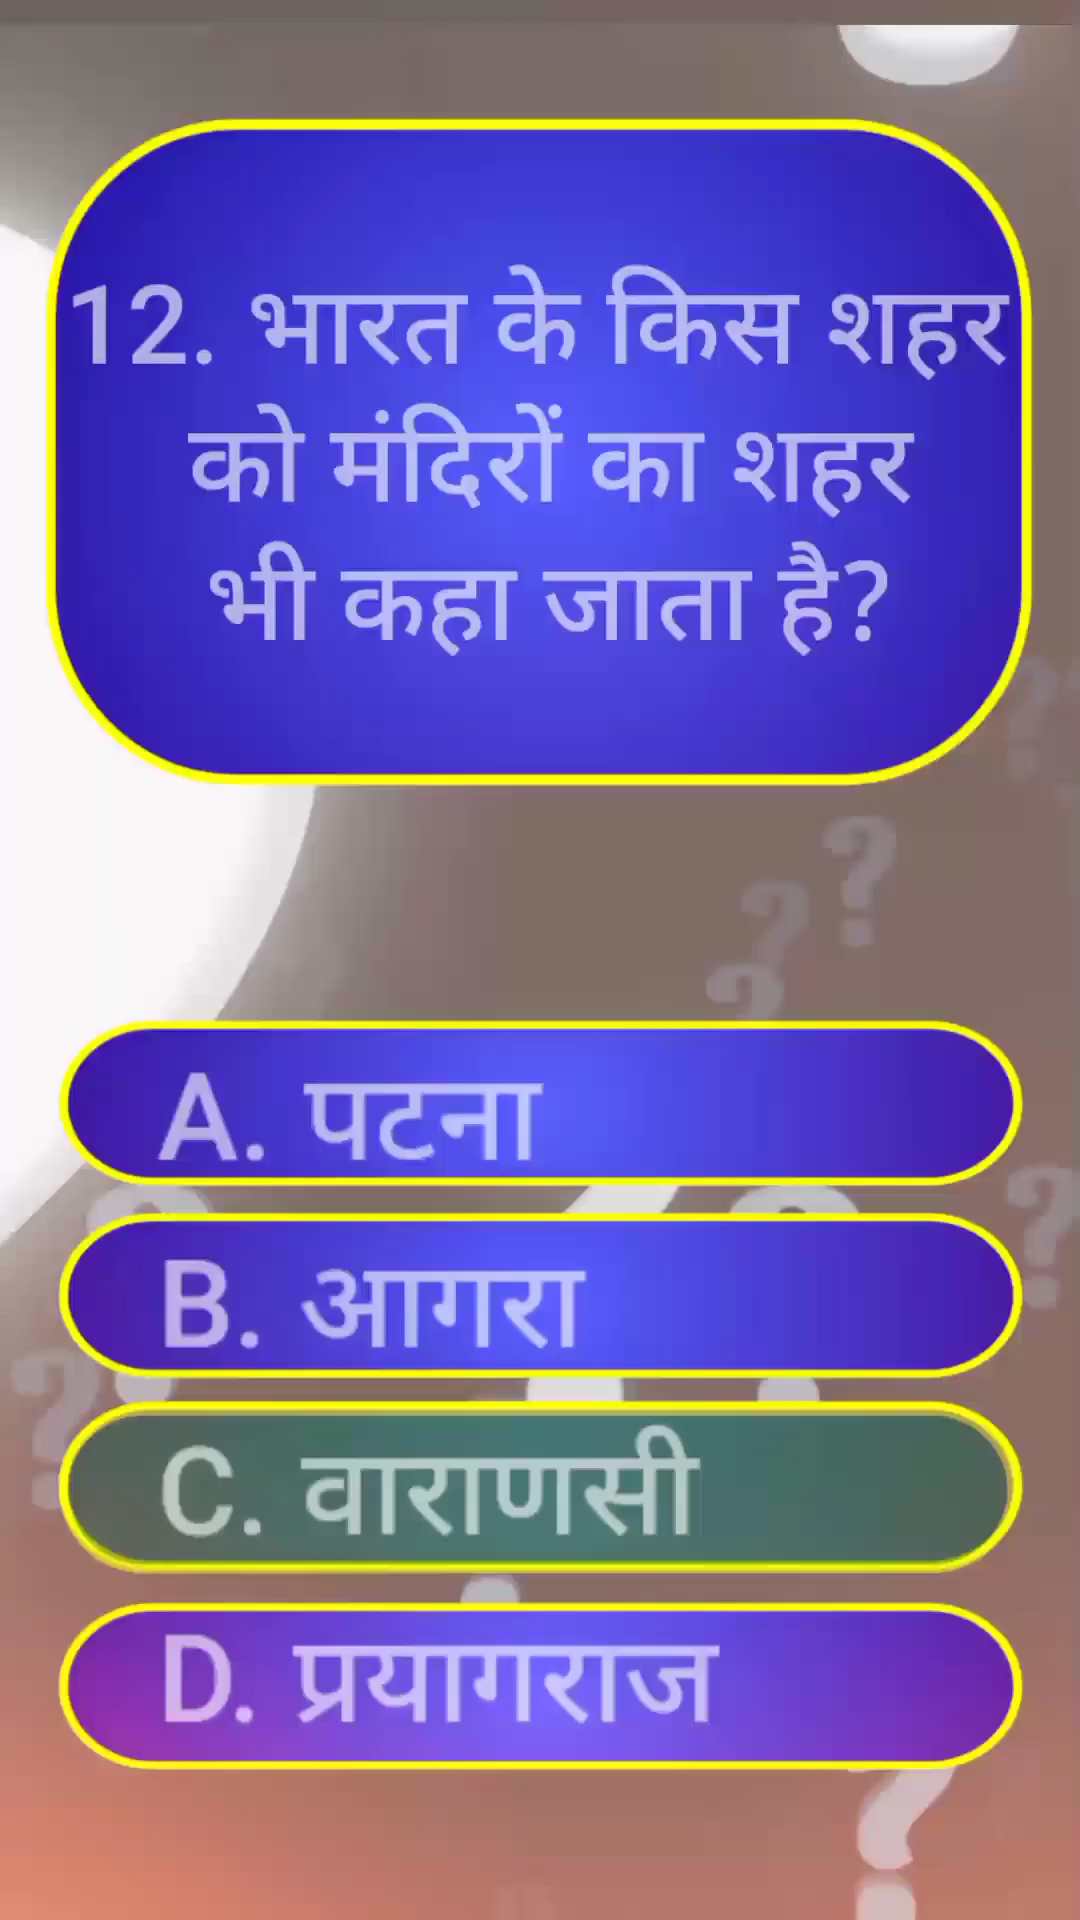 12. भारत के किस शहर
को मंदिरों का शहर
भी कहा जाता है?
A. पटना
B. आगरा
C. वाराणसी
D. प्रयागराज